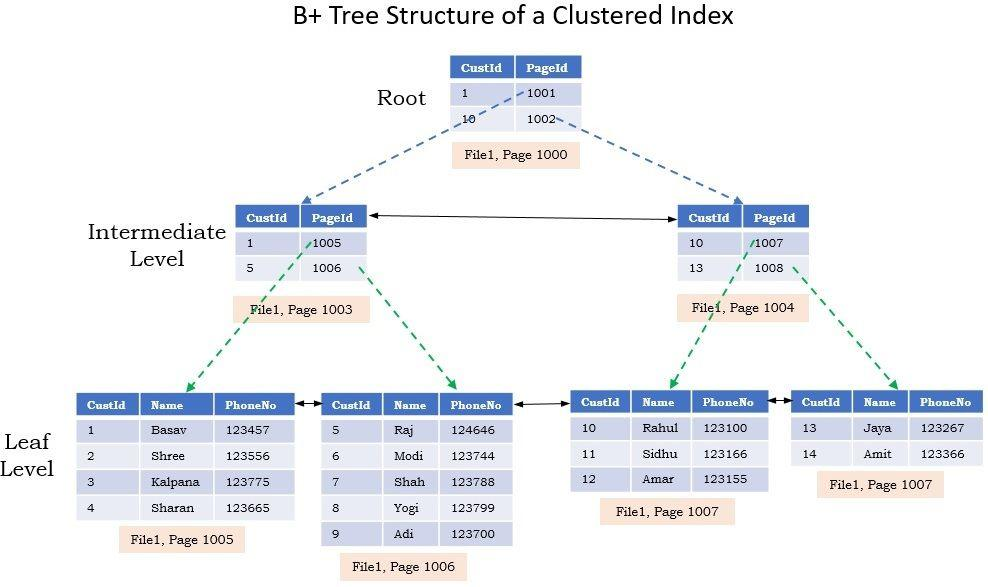 B+ Tree Structure of a Clustered Index
Root
CustId PageId
1 1001
10 1002
File1, Page 1000
Intermediate
Level
CustId PageId
1 1005
5 1006
File1, Page 1003
CustId PageId
10 1007
13 1008
File1, Page 1004
Leaf
Level
CustId Name PhoneNo
1 Basav 123457
2 Shree 123556
3 Kalpana 123775
4 Sharan 123665
File1, Page 1005
CustId Name PhoneNo
5 Raj 124646
6 Modi 123744
7 Shah 123788
8 Yogi 123799
9 Adi 123700
File1, Page 1006
CustId Name PhoneNo
10 Rahul 123100
11 Sidhu 123166
12 Amar 123155
File1, Page 1007
CustId Name PhoneNo
13 Jaya 123267
14 Amit 123366
File1, Page 1007